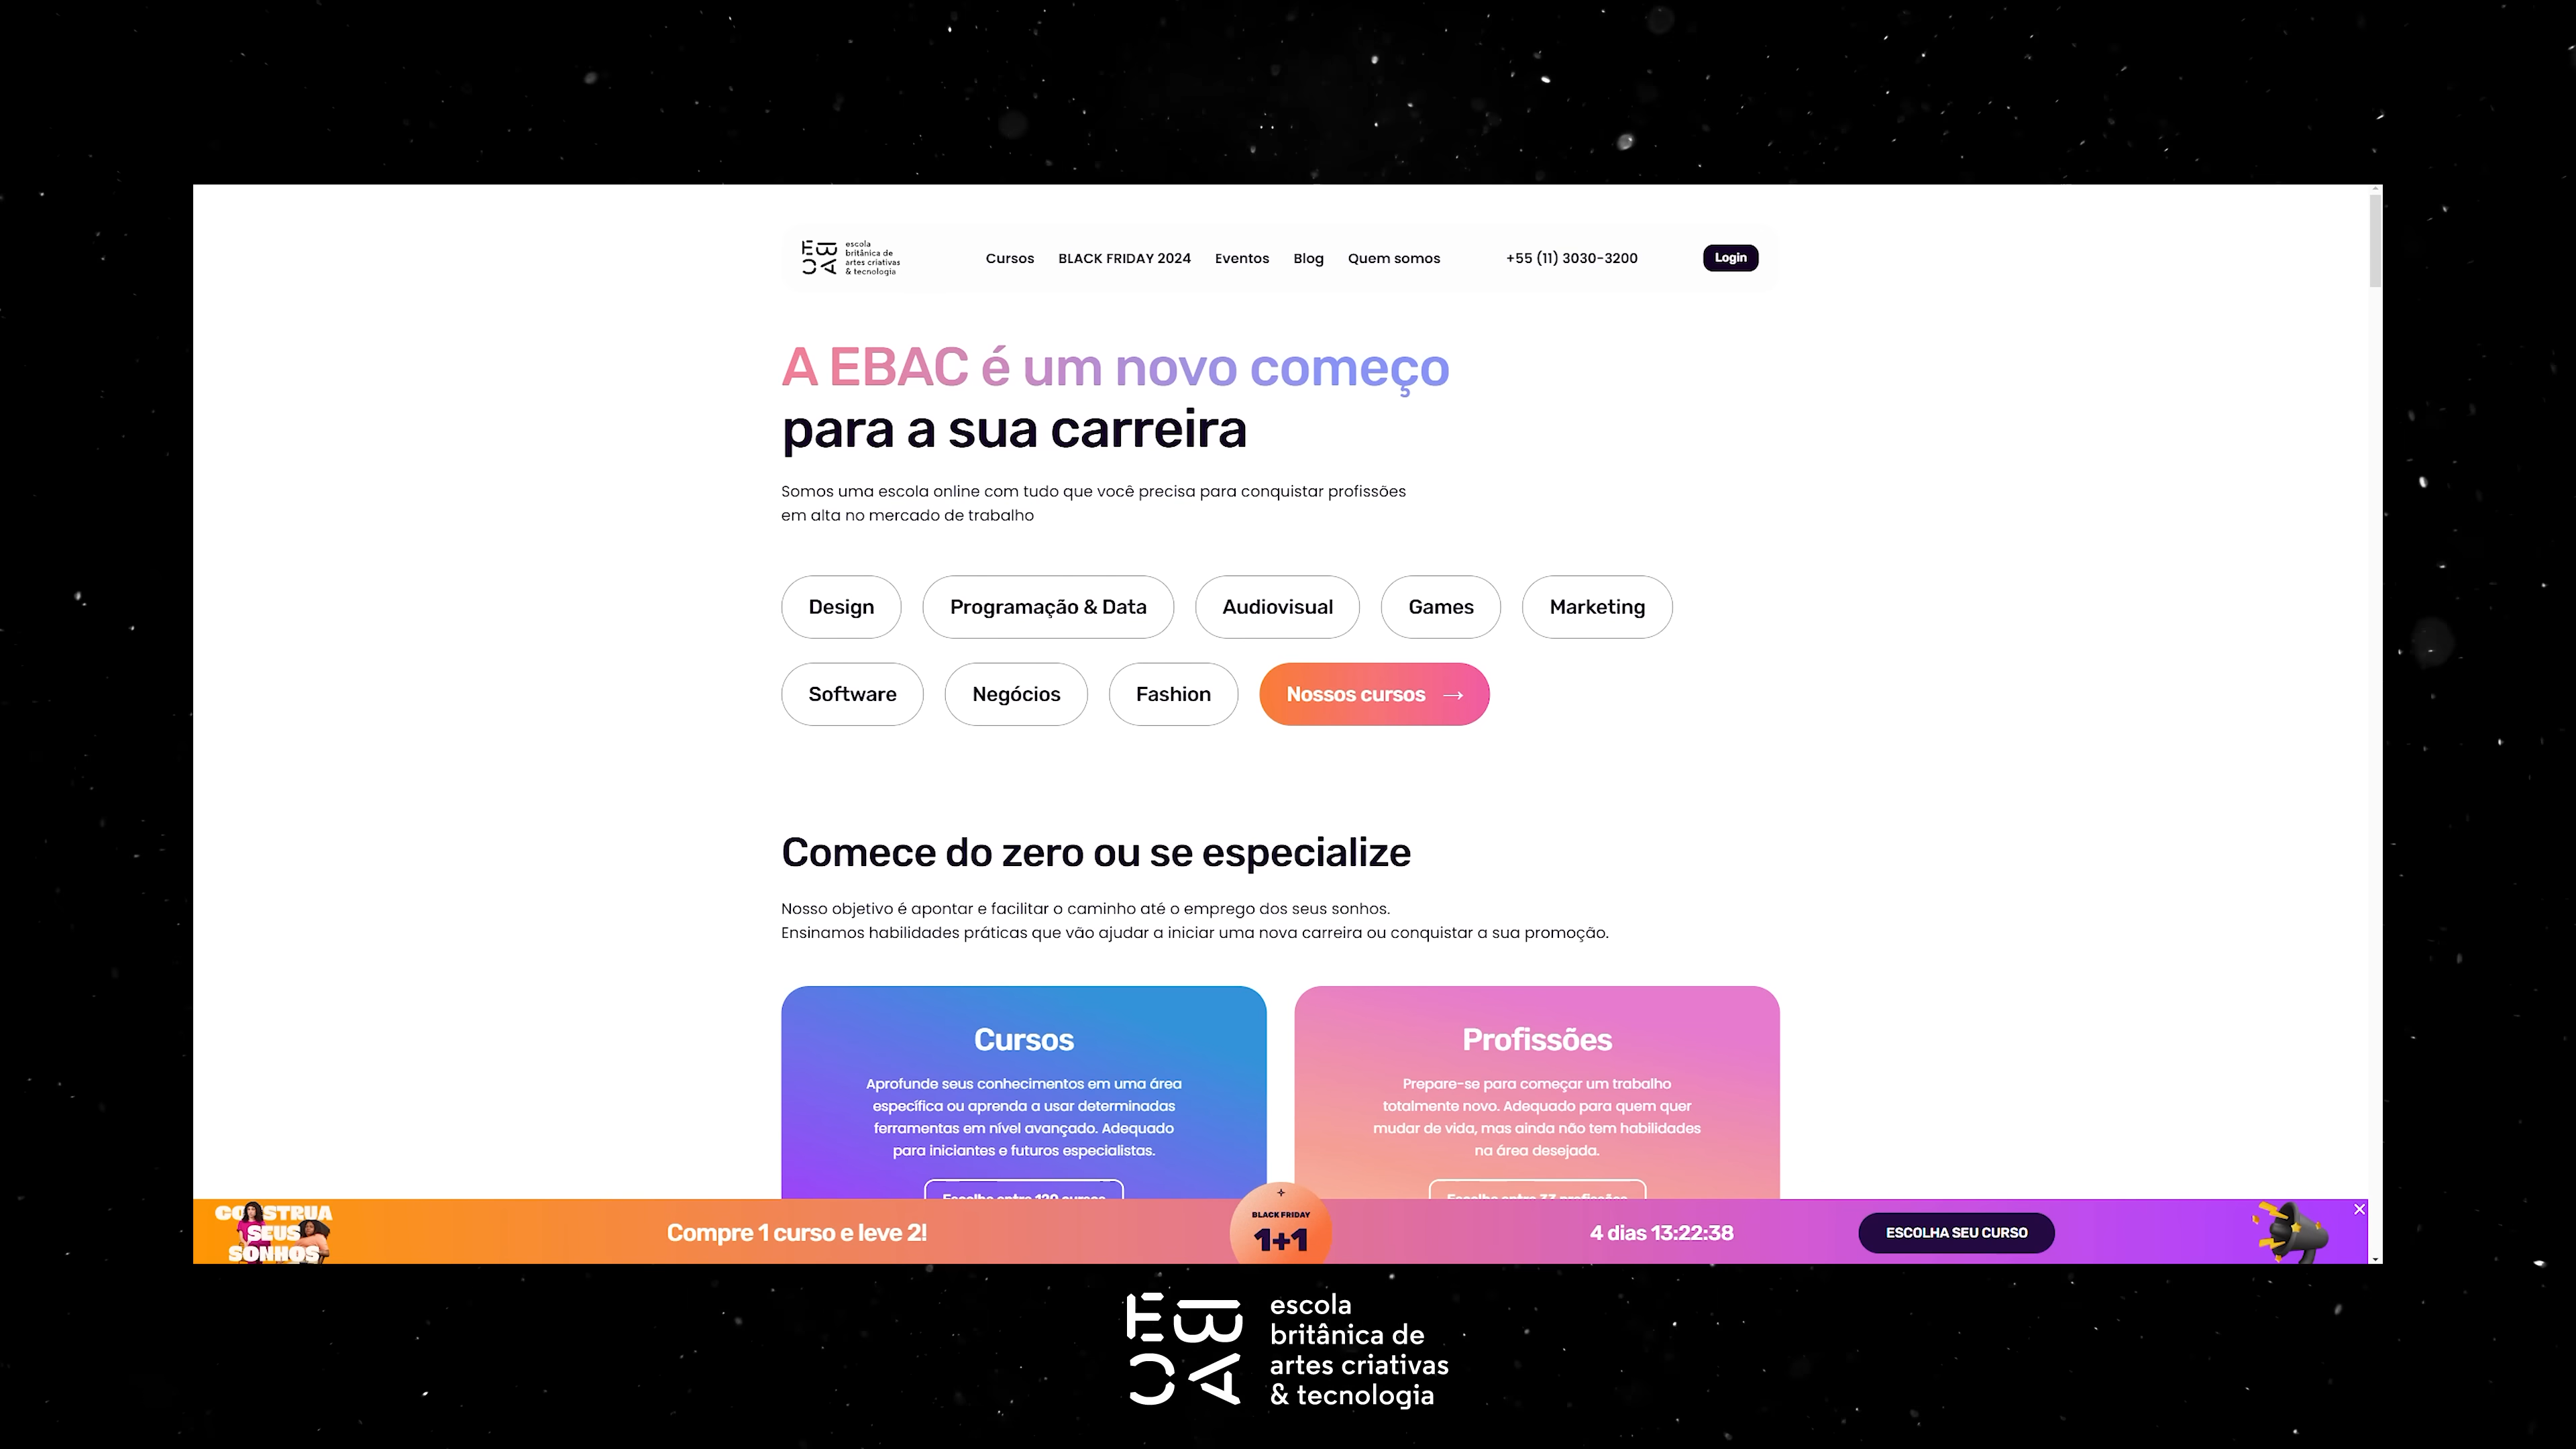 escola
britânica de
artes criativas
& tecnologia
Cursos
BLACK FRIDAY 2024
Eventos
Blog
Quem somos
+55 (11) 3030-3200
Login
A EBAC é um novo começo
para a sua carreira
Somos uma escola online com tudo que você precisa para conquistar profissões
em alta no mercado de trabalho
Design
Programação & Data
Audiovisual
Games
Marketing
Software
Negócios
Fashion
Nossos cursos →
Comece do zero ou se especialize
Nosso objetivo é apontar e facilitar o caminho até o emprego dos seus sonhos.
Ensinamos habilidades práticas que vão ajudar a iniciar uma nova carreira ou conquistar a sua promoção.
Cursos
Aprofunde seus conhecimentos em uma área
específica ou aprenda a usar determinadas
ferramentas em nível avançado. Adequado
para iniciantes e futuros especialistas.
Profissões
Prepare-se para começar um trabalho
totalmente novo. Adequado para quem quer
mudar de vida, mas ainda não tem habilidades
na área desejada.
SEUS
SONHOS
Compre 1 curso e leve 2!
BLACK FRIDAY
1+1
4 dias 13:22:38
ESCOLHA SEU CURSO
EBAC
escola
britânica de
artes criativas
& tecnologia